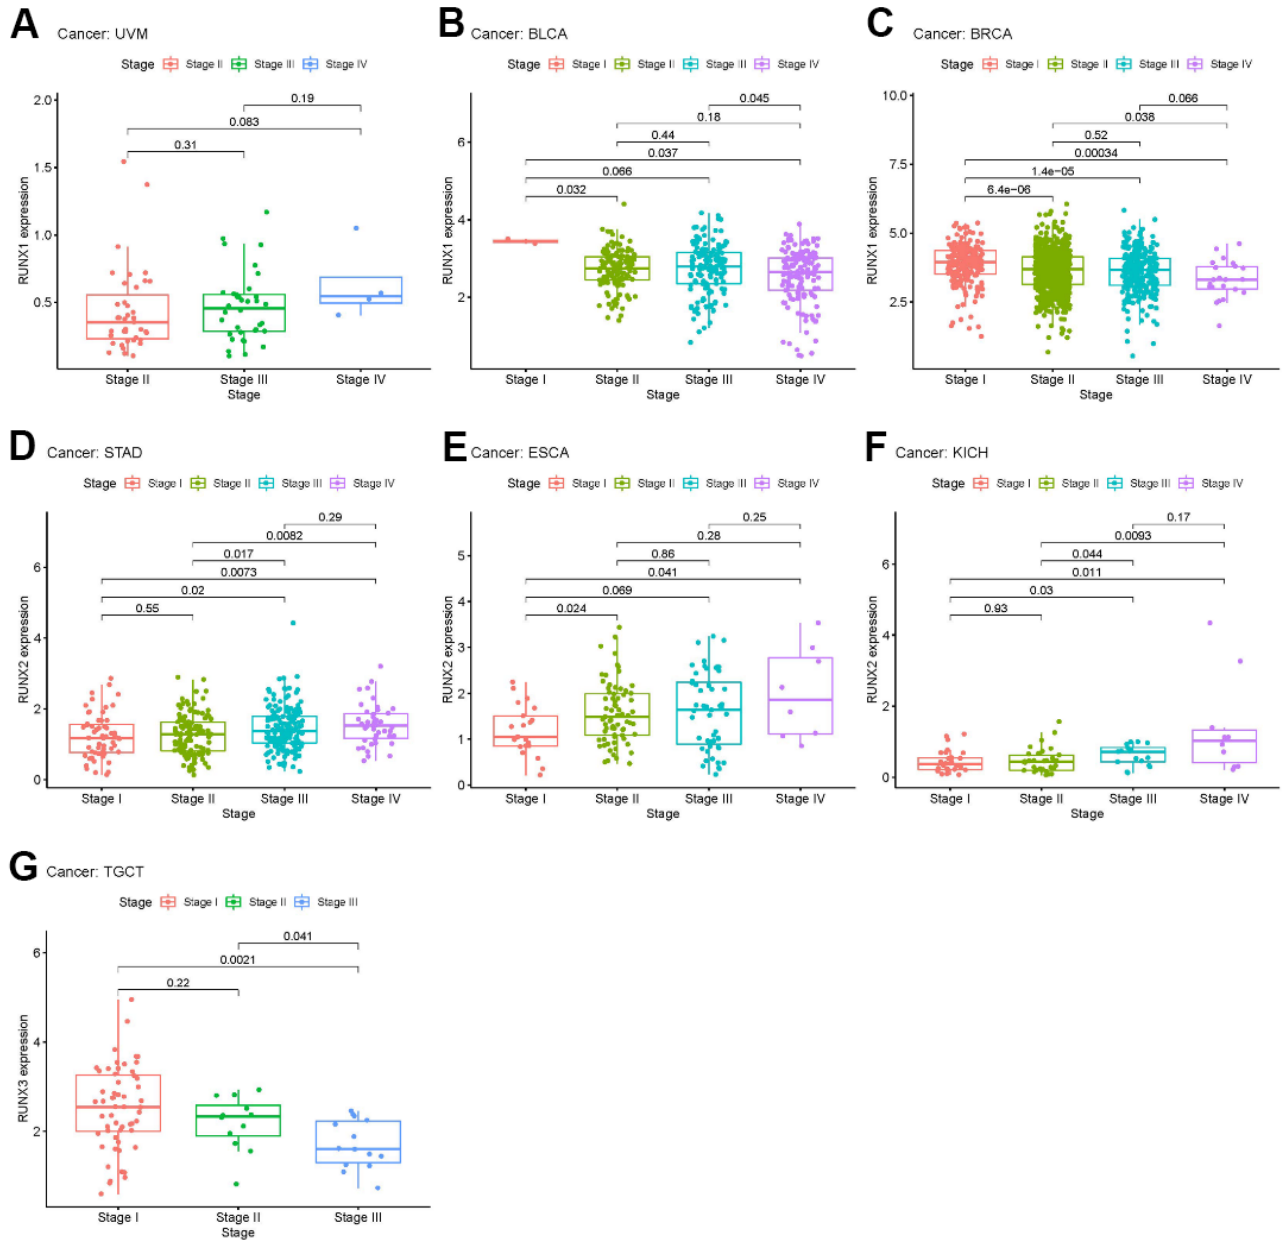 A
Cancer: UVM
Stage Stage II Stage III Stage IV
2.0
1.5
1.0
0.5
RUNX1 expression
0.19
0.083
0.31
Stage II Stage III Stage IV
Stage
B
Cancer: BLCA
Stage Stage I Stage II Stage III Stage IV
6
4
2
RUNX1 expression
0.045
0.18
0.44
0.037
0.066
0.032
Stage I Stage II Stage III Stage IV
Stage
C
Cancer: BRCA
Stage Stage I Stage II Stage III Stage IV
10.0
7.5
5.0
2.5
RUNX1 expression
0.066
0.038
0.52
0.00034
1.4e−05
6.4e−06
Stage I Stage II Stage III Stage IV
Stage
D
Cancer: STAD
Stage Stage I Stage II Stage III Stage IV
6
4
2
0
RUNX2 expression
0.29
0.0082
0.017
0.0073
0.02
0.55
Stage I Stage II Stage III Stage IV
Stage
E
Cancer: ESCA
Stage Stage I Stage II Stage III Stage IV
5
4
3
2
1
0
RUNX2 expression
0.25
0.28
0.86
0.041
0.069
0.024
Stage I Stage II Stage III Stage IV
Stage
F
Cancer: KICH
Stage Stage I Stage II Stage III Stage IV
6
4
2
0
RUNX2 expression
0.17
0.0093
0.044
0.011
0.03
0.93
Stage I Stage II Stage III Stage IV
Stage
G
Cancer: TGCT
Stage Stage I Stage II Stage III
6
4
2
RUNX3 expression
0.041
0.0021
0.22
Stage I Stage II Stage III
Stage